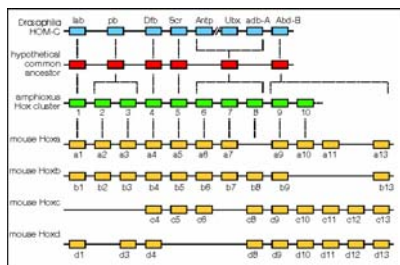 Drosophila
HOM-C
lab pb Dfb Scr Antp Ubx adb-A Abd-B
hypothetical
common
ancestor
amphioxus
Hox cluster
1 2 3 4 5 6 7 8 9 10
mouse Hoxa
a1 a2 a3 a4 a5 a6 a7 a9 a10 a11 a13
mouse Hoxb
b1 b2 b3 b4 b5 b6 b7 b8 b9 b13
mouse Hoxc
c4 c5 c6 c8 c9 c10 c11 c12 c13
mouse Hoxd
d1 d3 d4 d8 d9 d10 d11 d12 d13